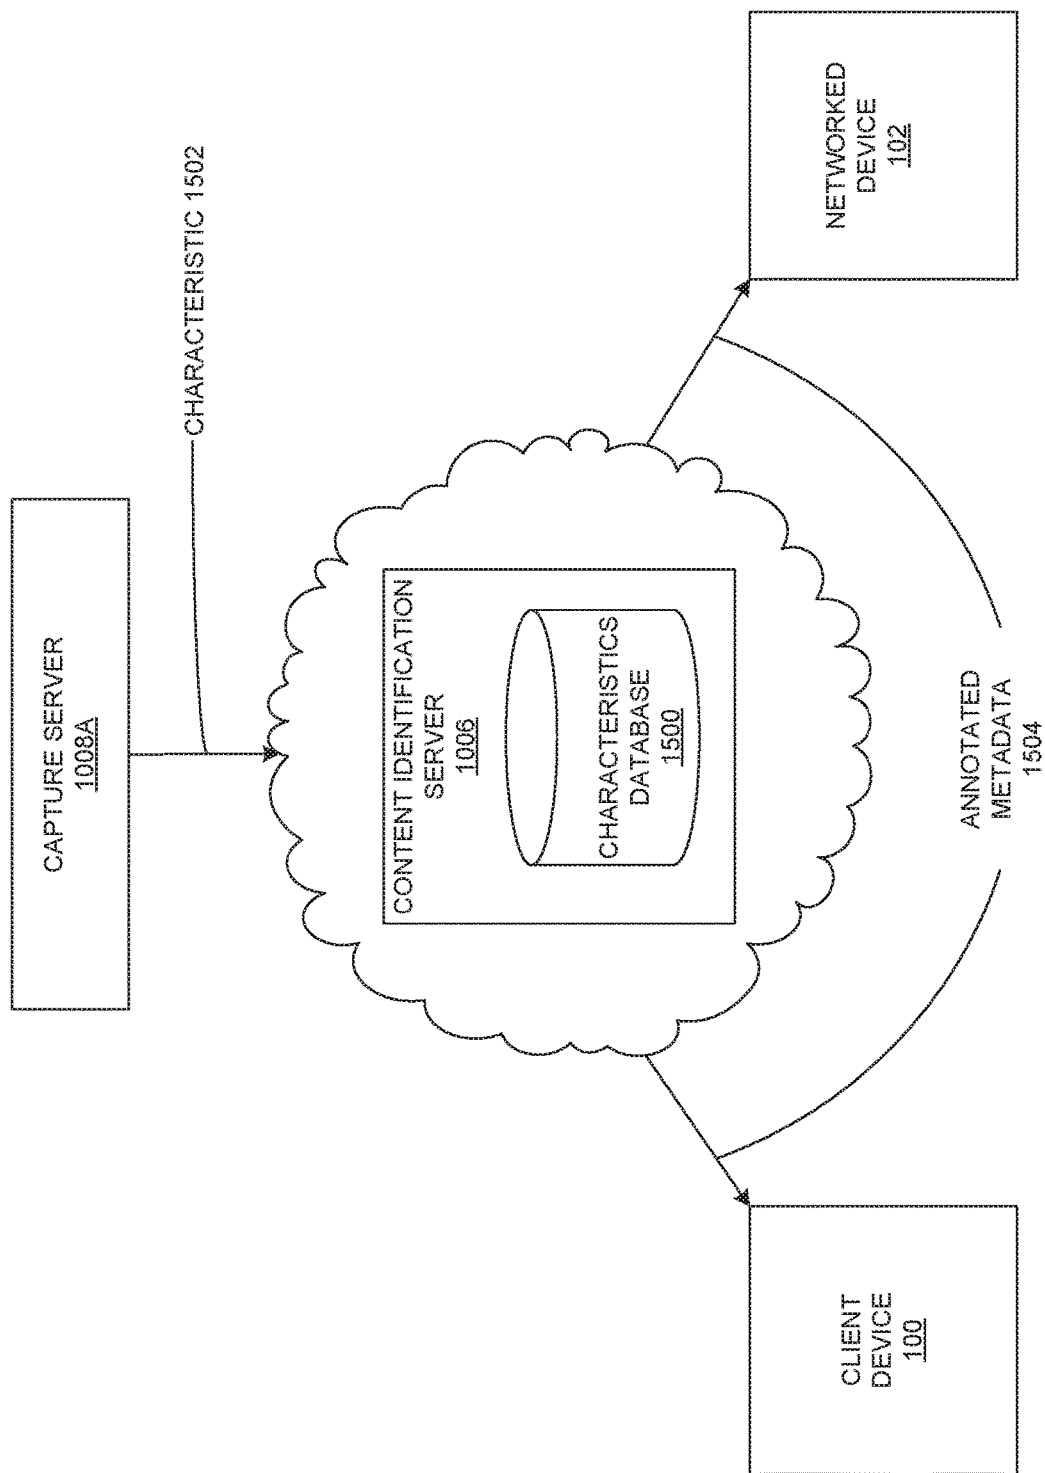 CAPTURE SERVER
1008A
CHARACTERISTIC 1502
CONTENT IDENTIFICATION
SERVER
1006
CHARACTERISTICS
DATABASE
1500
CLIENT
DEVICE
100
NETWORKED
DEVICE
102
ANNOTATED
METADATA
1504